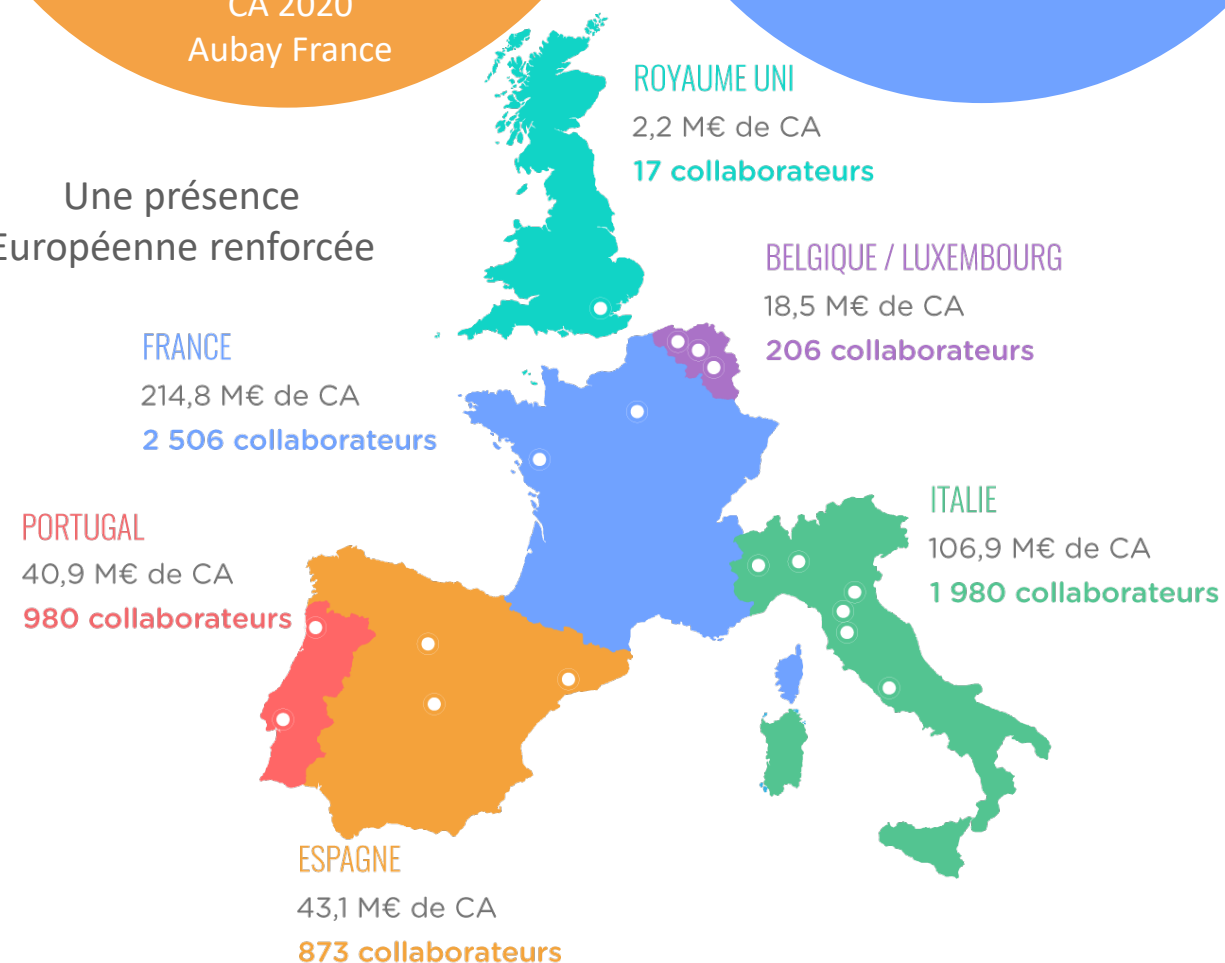 CA 2020
Aubay France
ROYAUME UNI
2,2 M€ de CA
17 collaborateurs
Une présence
Européenne renforcée
BELGIQUE / LUXEMBOURG
18,5 M€ de CA
206 collaborateurs
FRANCE
214,8 M€ de CA
2 506 collaborateurs
ITALIE
106,9 M€ de CA
1 980 collaborateurs
PORTUGAL
40,9 M€ de CA
980 collaborateurs
ESPAGNE
43,1 M€ de CA
873 collaborateurs